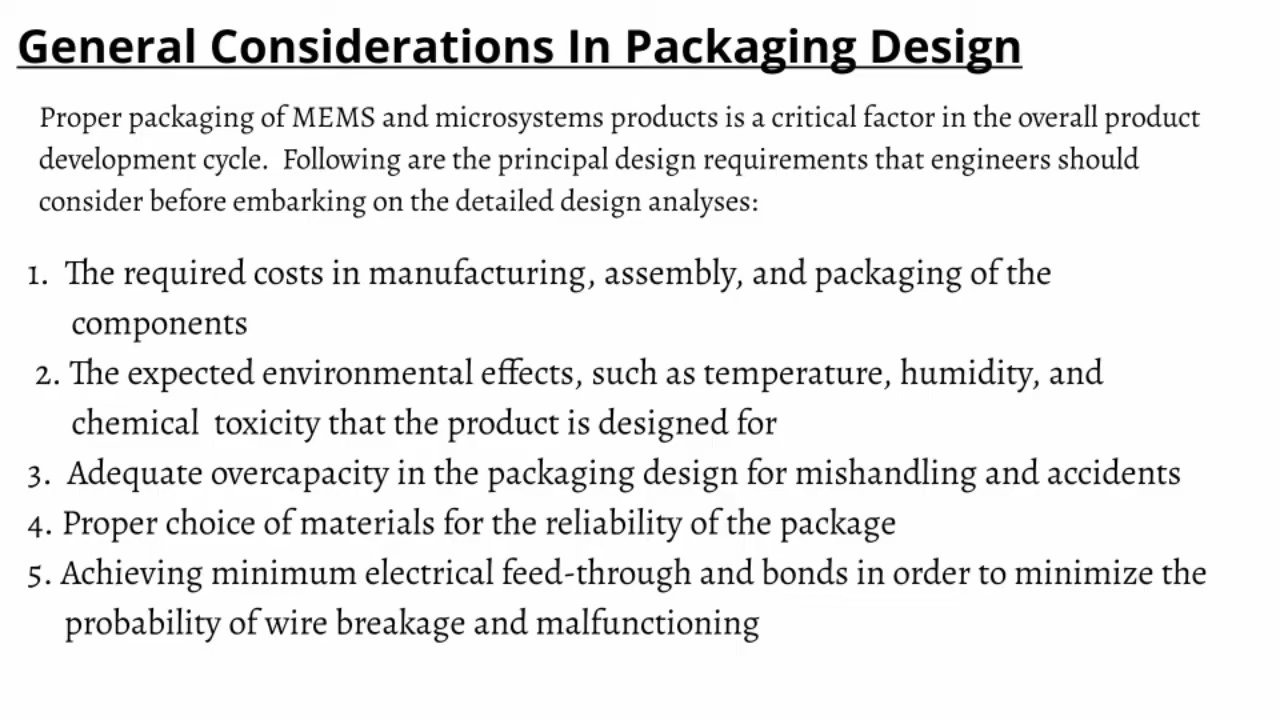 General Considerations In Packaging Design
Proper packaging of MEMS and microsystems products is a critical factor in the overall product
development cycle.  Following are the principal design requirements that engineers should
consider before embarking on the detailed design analyses:
1.  The required costs in manufacturing, assembly, and packaging of the
components
2. The expected environmental effects, such as temperature, humidity, and
chemical  toxicity that the product is designed for
3.  Adequate overcapacity in the packaging design for mishandling and accidents
4. Proper choice of materials for the reliability of the package
5. Achieving minimum electrical feed-through and bonds in order to minimize the
probability of wire breakage and malfunctioning